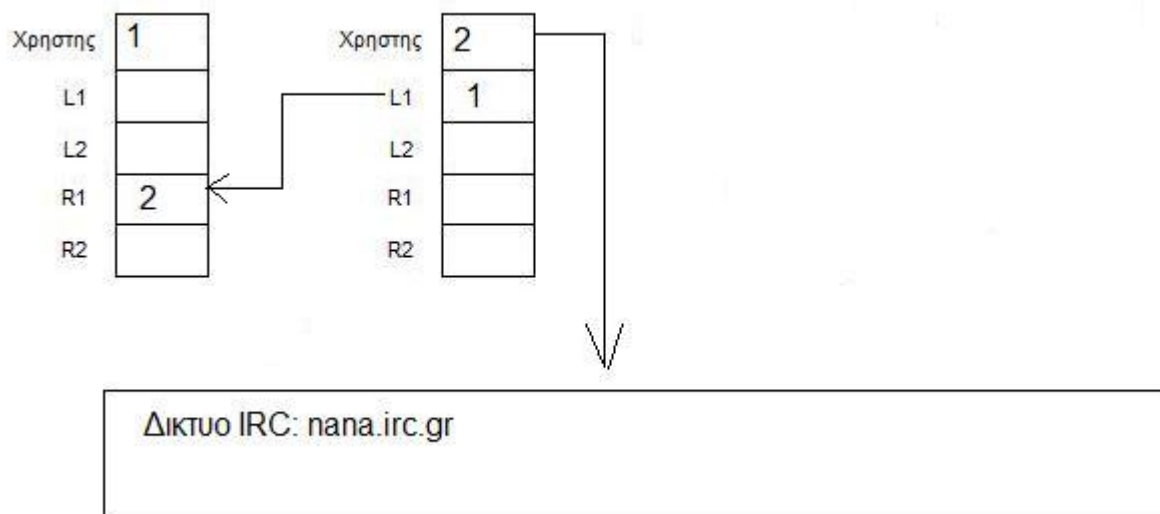 Χρηστης 1 Χρηστης 2
L1 L1 1
L2 L2
R1 2 R1
R2 R2
Δικτυο IRC: nana.irc.gr